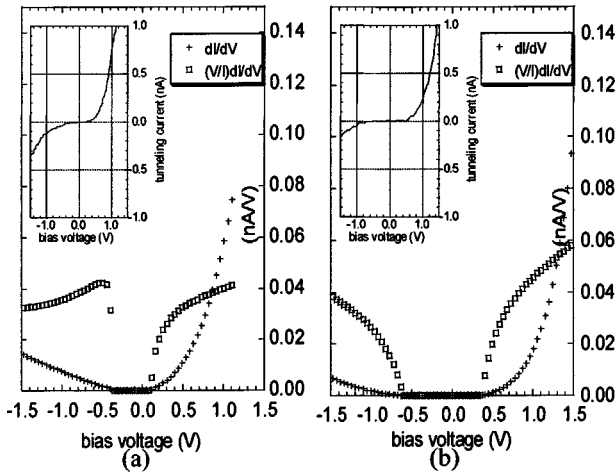 1.0
0.5
0.0
0.5
1.0
tunneling current (nA)
-1.0 0.0 1.0
bias voltage (V)
dI/dV
(V/I)dI/dV
0.14
0.12
0.10
0.08
0.06
0.04
0.02
0.00
(nA/V)
-1.5 -1.0 -0.5 0.0 0.5 1.0 1.5
bias voltage (V)
(a)
1.0
0.5
0.0
0.5
1.0
tunneling current (nA)
-1.0 0.0 1.0
bias voltage (V)
dI/dV
(V/I)dI/dV
0.14
0.12
0.10
0.08
0.06
0.04
0.02
0.00
(nA/V)
-1.5 -1.0 -0.5 0.0 0.5 1.0 1.5
bias voltage (V)
(b)